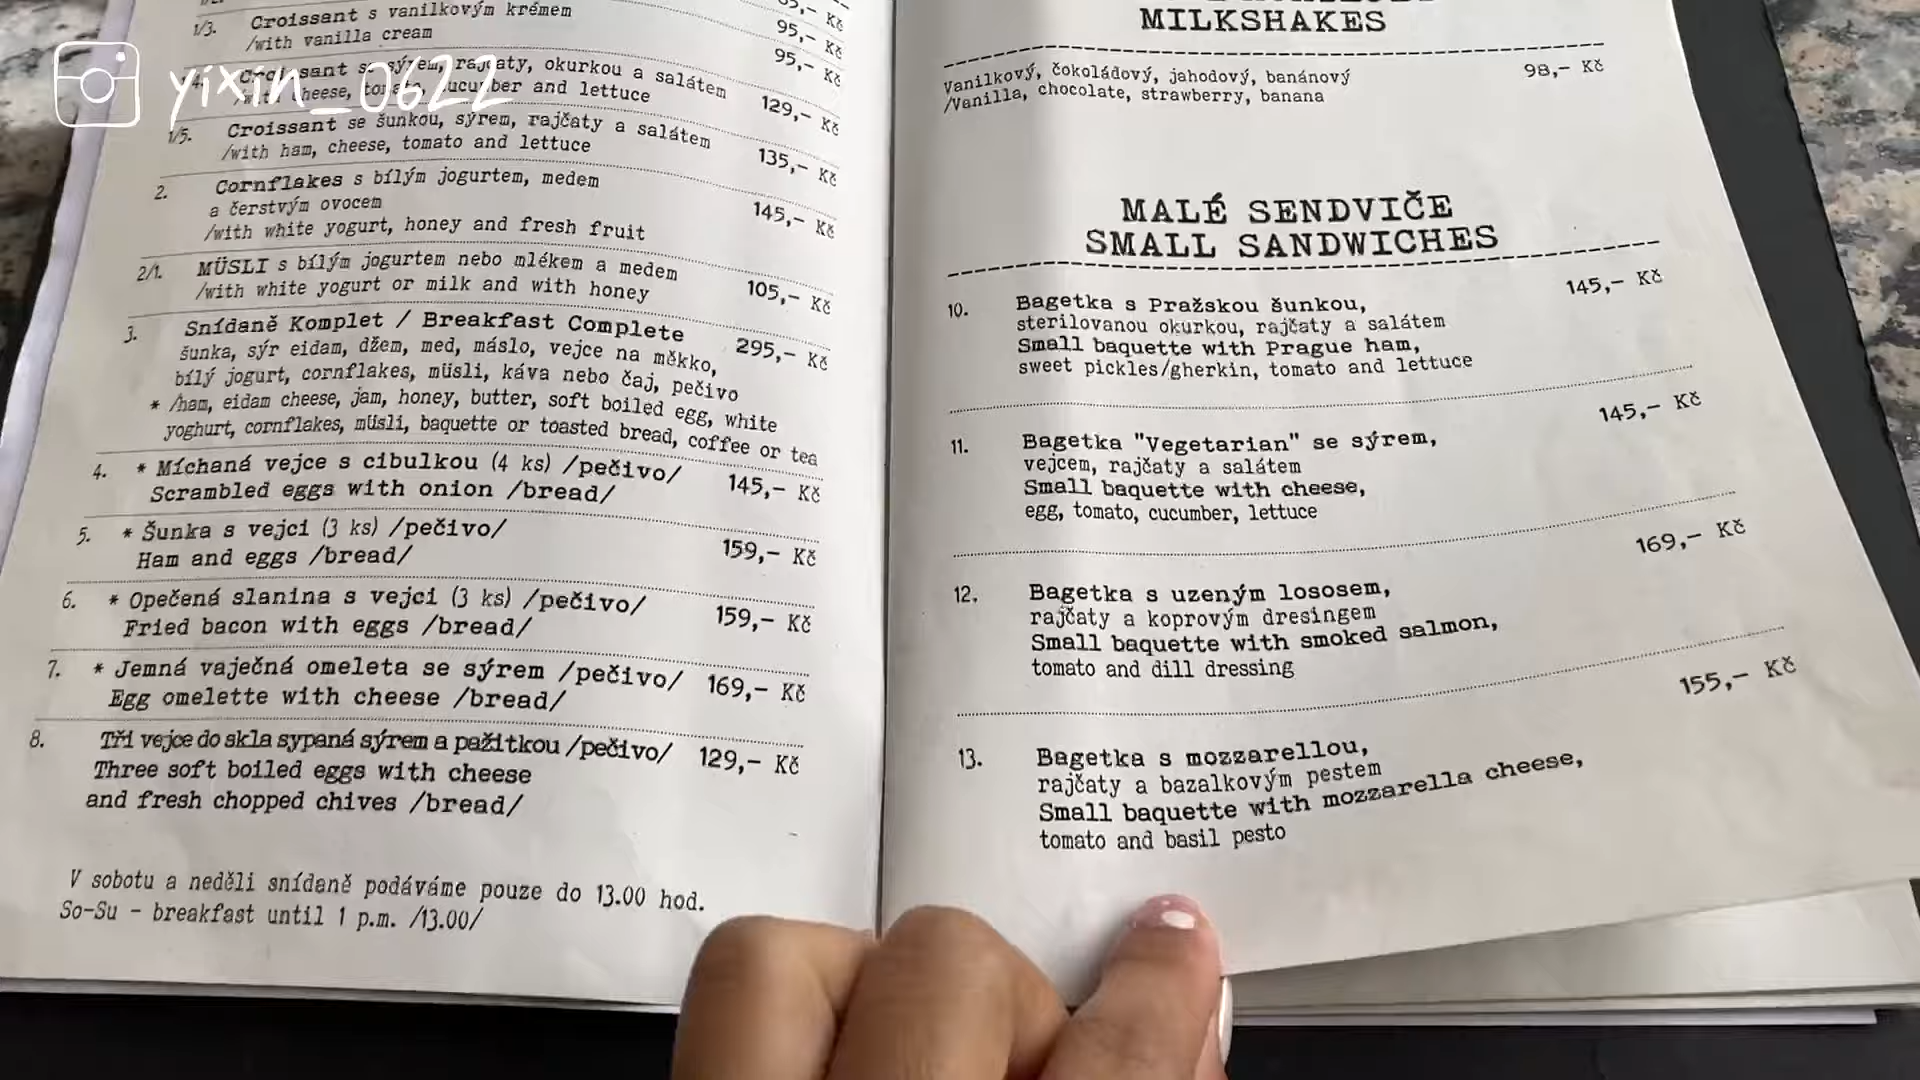 yixin_0622
95,- Kč
1/3. Croissant s vanilkovým krémem
/with vanilla cream
95,- Kč
Croissant se sýrem, rajčaty, okurkou a salátem
/with cheese, tomato, cucumber and lettuce
129,- Kč
1/5. Croissant se šunkou, sýrem, rajčaty a salátem
/with ham, cheese, tomato and lettuce
135,- Kč
2. Cornflakes s bílým jogurtem, medem
a čerstvým ovocem
/with white yogurt, honey and fresh fruit
145,- Kč
2/1. MÜSLI s bílým jogurtem nebo mlékem a medem
/with white yogurt or milk and with honey
105,- Kč
3. Snídaně Komplet / Breakfast Complete
295,- Kč
šunka, sýr eidam, džem, med, máslo, vejce na měkko,
bílý jogurt, cornflakes, müsli, káva nebo čaj, pečivo
* /ham, eidam cheese, jam, honey, butter, soft boiled egg, white
yoghurt, cornflakes, müsli, baquette or toasted bread, coffee or tea
4. * Míchaná vejce s cibulkou (4 ks) /pečivo/
Scrambled eggs with onion /bread/
145,- Kč
5. * Šunka s vejci (3 ks) /pečivo/
Ham and eggs /bread/
159,- Kč
6. * Opečená slanina s vejci (3 ks) /pečivo/
Fried bacon with eggs /bread/
159,- Kč
7. * Jemná vaječná omeleta se sýrem /pečivo/
Egg omelette with cheese /bread/
169,- Kč
8. Tři vejce do skla sypaná sýrem a pažitkou /pečivo/
129,- Kč
Three soft boiled eggs with cheese
and fresh chopped chives /bread/
V sobotu a neděli snídaně podáváme pouze do 13.00 hod.
So-Su - breakfast until 1 p.m. /13.00/
MILKSHAKES
Vanilkový, čokoládový, jahodový, banánový
/Vanilla, chocolate, strawberry, banana
98,- Kč
MALÉ SENDVIČE
SMALL SANDWICHES
10. Bagetka s Pražskou šunkou,
145,- Kč
sterilovanou okurkou, rajčaty a salátem
Small baquette with Prague ham,
sweet pickles/gherkin, tomato and lettuce
11. Bagetka "Vegetarian" se sýrem,
145,- Kč
vejcem, rajčaty a salátem
Small baquette with cheese,
egg, tomato, cucumber, lettuce
12. Bagetka s uzeným lososem,
169,- Kč
rajčaty a koprovým dresingem
Small baquette with smoked salmon,
tomato and dill dressing
13. Bagetka s mozzarellou,
155,- Kč
rajčaty a bazalkovým pestem
Small baquette with mozzarella cheese,
tomato and basil pesto